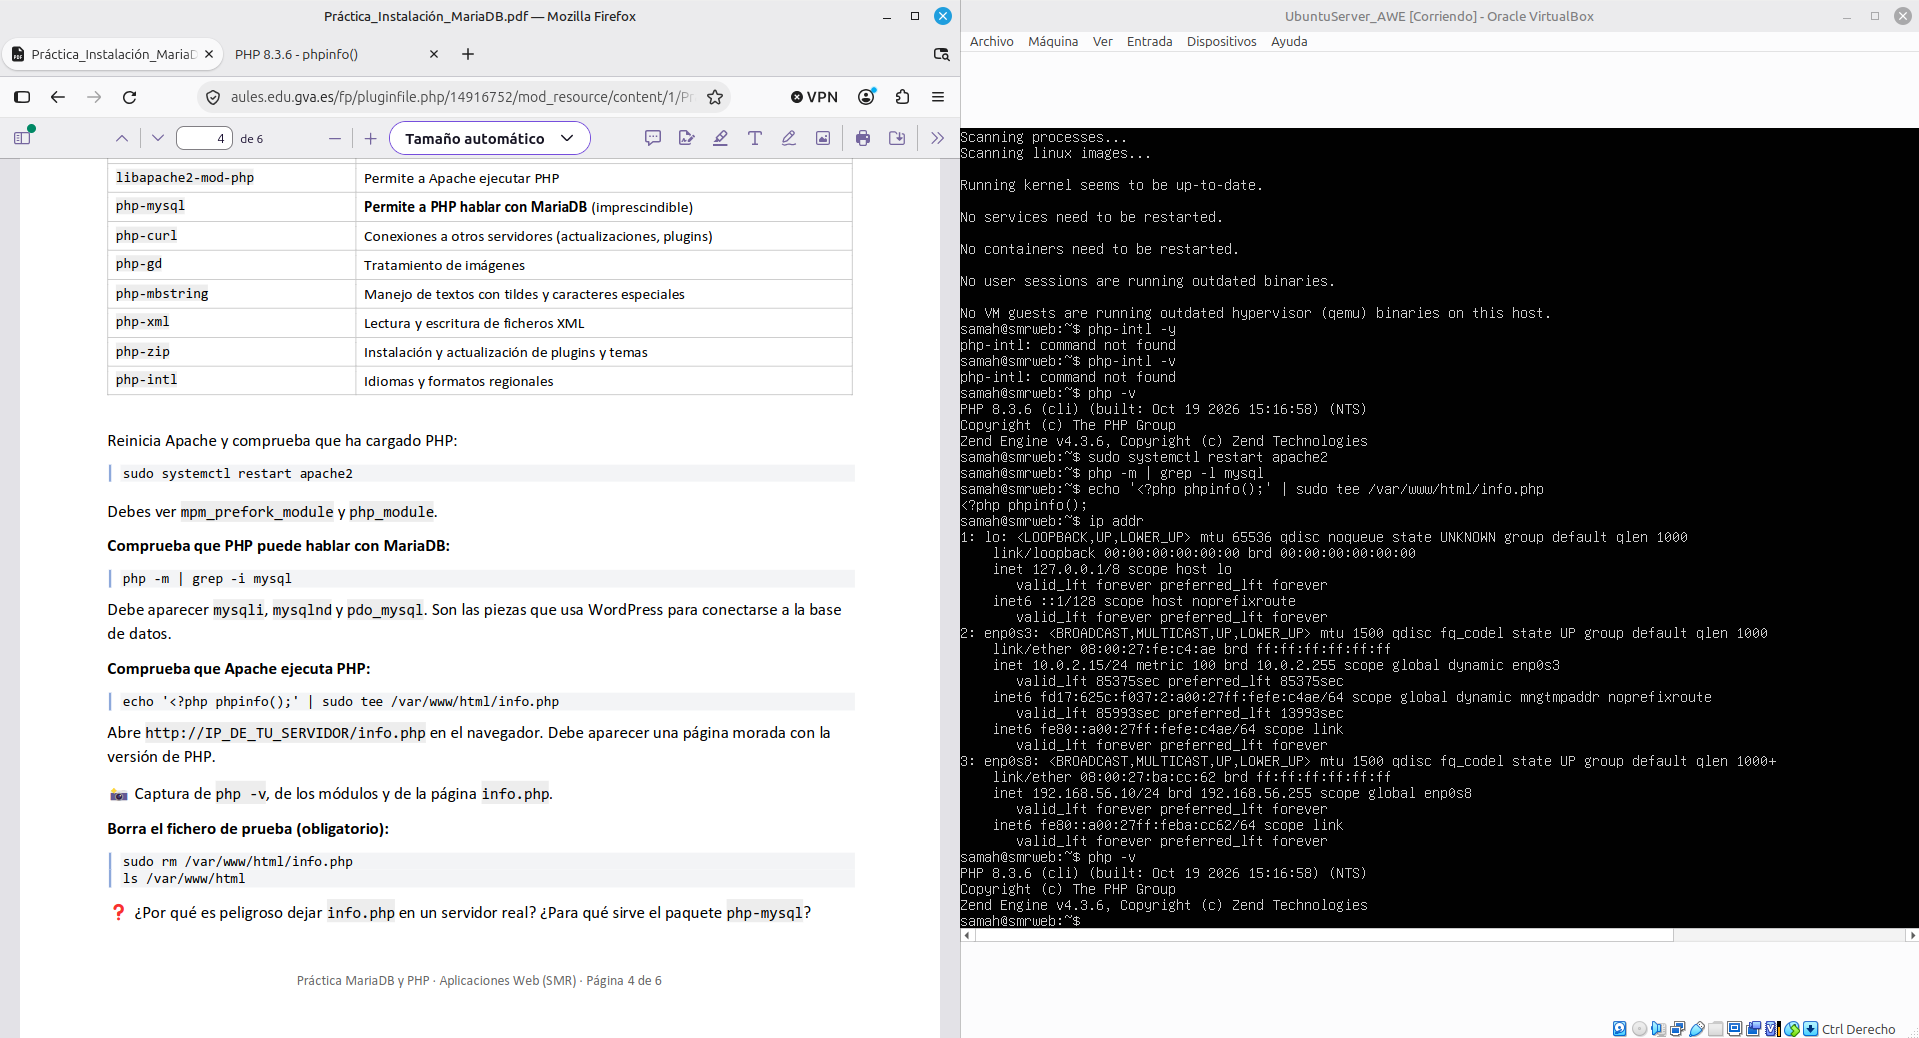 Práctica_Instalación_MariaDB.pdf — Mozilla Firefox
Práctica_Instalación_MariaD
PHP 8.3.6 - phpinfo()
aules.edu.gva.es/fp/pluginfile.php/14916752/mod_resource/content/1/Pr
VPN
4
de 6
Tamaño automático
libapache2-mod-php
Permite a Apache ejecutar PHP
php-mysql
Permite a PHP hablar con MariaDB (imprescindible)
php-curl
Conexiones a otros servidores (actualizaciones, plugins)
php-gd
Tratamiento de imágenes
php-mbstring
Manejo de textos con tildes y caracteres especiales
php-xml
Lectura y escritura de ficheros XML
php-zip
Instalación y actualización de plugins y temas
php-intl
Idiomas y formatos regionales
Reinicia Apache y comprueba que ha cargado PHP:
sudo systemctl restart apache2
Debes ver mpm_prefork_module y php_module.
Comprueba que PHP puede hablar con MariaDB:
php -m | grep -i mysql
Debe aparecer mysqli, mysqlnd y pdo_mysql. Son las piezas que usa WordPress para conectarse a la base
de datos.
Comprueba que Apache ejecuta PHP:
echo '<?php phpinfo();' | sudo tee /var/www/html/info.php
Abre http://IP_DE_TU_SERVIDOR/info.php en el navegador. Debe aparecer una página morada con la
versión de PHP.
📸 Captura de php -v, de los módulos y de la página info.php.
Borra el fichero de prueba (obligatorio):
sudo rm /var/www/html/info.php
ls /var/www/html
❓ ¿Por qué es peligroso dejar info.php en un servidor real? ¿Para qué sirve el paquete php-mysql?
Práctica MariaDB y PHP · Aplicaciones Web (SMR) · Página 4 de 6
UbuntuServer_AWE [Corriendo] - Oracle VirtualBox
Archivo Máquina Ver Entrada Dispositivos Ayuda
Scanning processes...
Scanning linux images...
Running kernel seems to be up-to-date.
No services need to be restarted.
No containers need to be restarted.
No user sessions are running outdated binaries.
No VM guests are running outdated hypervisor (qemu) binaries on this host.
samah@smrweb:~$ php-intl -y
php-intl: command not found
samah@smrweb:~$ php-intl -v
php-intl: command not found
samah@smrweb:~$ php -v
PHP 8.3.6 (cli) (built: Oct 19 2026 15:16:58) (NTS)
Copyright (c) The PHP Group
Zend Engine v4.3.6, Copyright (c) Zend Technologies
samah@smrweb:~$ sudo systemctl restart apache2
samah@smrweb:~$ php -m | grep -l mysql
samah@smrweb:~$ echo '<?php phpinfo();' | sudo tee /var/www/html/info.php
<?php phpinfo();
samah@smrweb:~$ ip addr
1: lo: <LOOPBACK,UP,LOWER_UP> mtu 65536 qdisc noqueue state UNKNOWN group default qlen 1000
link/loopback 00:00:00:00:00:00 brd 00:00:00:00:00:00
inet 127.0.0.1/8 scope host lo
valid_lft forever preferred_lft forever
inet6 ::1/128 scope host noprefixroute
valid_lft forever preferred_lft forever
2: enp0s3: <BROADCAST,MULTICAST,UP,LOWER_UP> mtu 1500 qdisc fq_codel state UP group default qlen 1000
link/ether 08:00:27:fe:c4:ae brd ff:ff:ff:ff:ff:ff
inet 10.0.2.15/24 metric 100 brd 10.0.2.255 scope global dynamic enp0s3
valid_lft 85375sec preferred_lft 85375sec
inet6 fd17:625c:f037:2:a00:27ff:fefe:c4ae/64 scope global dynamic mngtmpaddr noprefixroute
valid_lft 85993sec preferred_lft 13993sec
inet6 fe80::a00:27ff:fefe:c4ae/64 scope link
valid_lft forever preferred_lft forever
3: enp0s8: <BROADCAST,MULTICAST,UP,LOWER_UP> mtu 1500 qdisc fq_codel state UP group default qlen 1000+
link/ether 08:00:27:ba:cc:62 brd ff:ff:ff:ff:ff:ff
inet 192.168.56.10/24 brd 192.168.56.255 scope global enp0s8
valid_lft forever preferred_lft forever
inet6 fe80::a00:27ff:feba:cc62/64 scope link
valid_lft forever preferred_lft forever
samah@smrweb:~$ php -v
PHP 8.3.6 (cli) (built: Oct 19 2026 15:16:58) (NTS)
Copyright (c) The PHP Group
Zend Engine v4.3.6, Copyright (c) Zend Technologies
samah@smrweb:~$
Ctrl Derecho